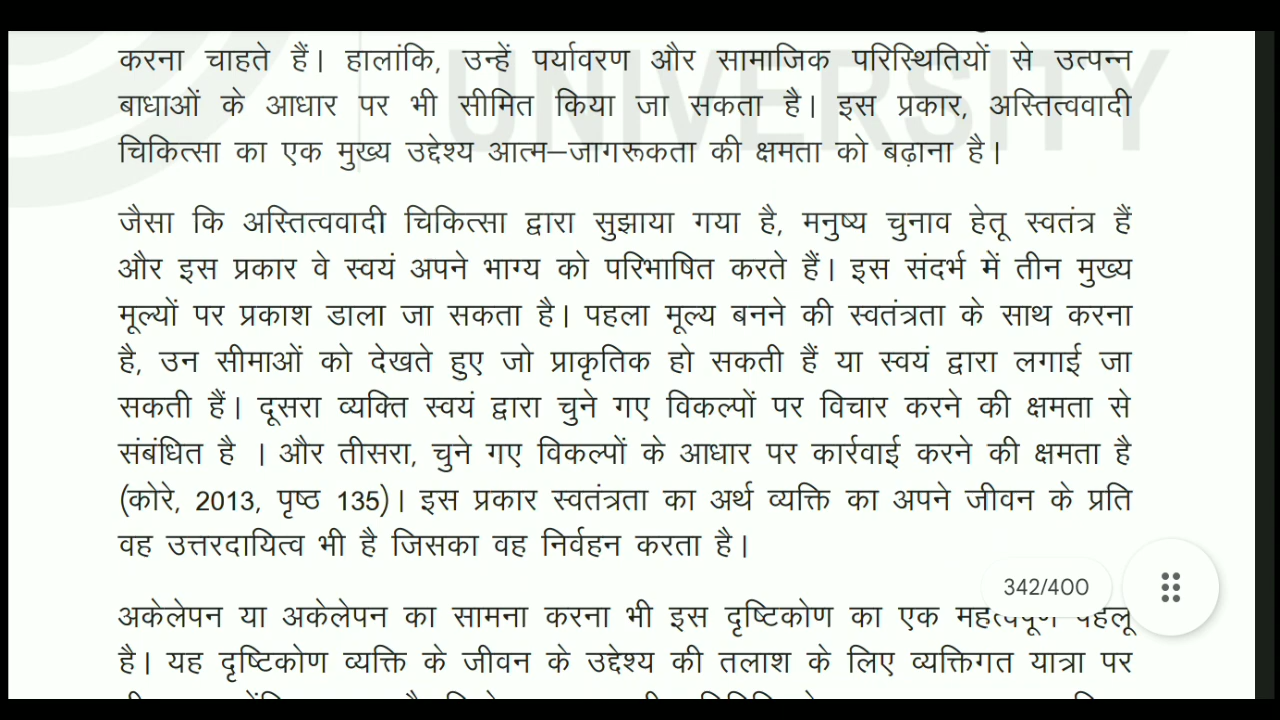 करना चाहते हैं। हालांकि, उन्हें पर्यावरण और सामाजिक परिस्थितियों से उत्पन्न
बाधाओं के आधार पर भी सीमित किया जा सकता है। इस प्रकार, अस्तित्ववादी
चिकित्सा का एक मुख्य उद्देश्य आत्म–जागरूकता की क्षमता को बढ़ाना है।
UNIVERSITY
जैसा कि अस्तित्ववादी चिकित्सा द्वारा सुझाया गया है, मनुष्य चुनाव हेतू स्वतंत्र हैं
और इस प्रकार वे स्वयं अपने भाग्य को परिभाषित करते हैं। इस संदर्भ में तीन मुख्य
मूल्यों पर प्रकाश डाला जा सकता है। पहला मूल्य बनने की स्वतंत्रता के साथ करना
है, उन सीमाओं को देखते हुए जो प्राकृतिक हो सकती हैं या स्वयं द्वारा लगाई जा
सकती हैं। दूसरा व्यक्ति स्वयं द्वारा चुने गए विकल्पों पर विचार करने की क्षमता से
संबंधित है । और तीसरा, चुने गए विकल्पों के आधार पर कार्रवाई करने की क्षमता है
(कोरे, 2013, पृष्ठ 135)। इस प्रकार स्वतंत्रता का अर्थ व्यक्ति का अपने जीवन के प्रति
वह उत्तरदायित्व भी है जिसका वह निर्वहन करता है।
342/400
अकेलेपन या अकेलेपन का सामना करना भी इस दृष्टिकोण का एक महत्वपूर्ण पहलू
है। यह दृष्टिकोण व्यक्ति के जीवन के उद्देश्य की तलाश के लिए व्यक्तिगत यात्रा पर